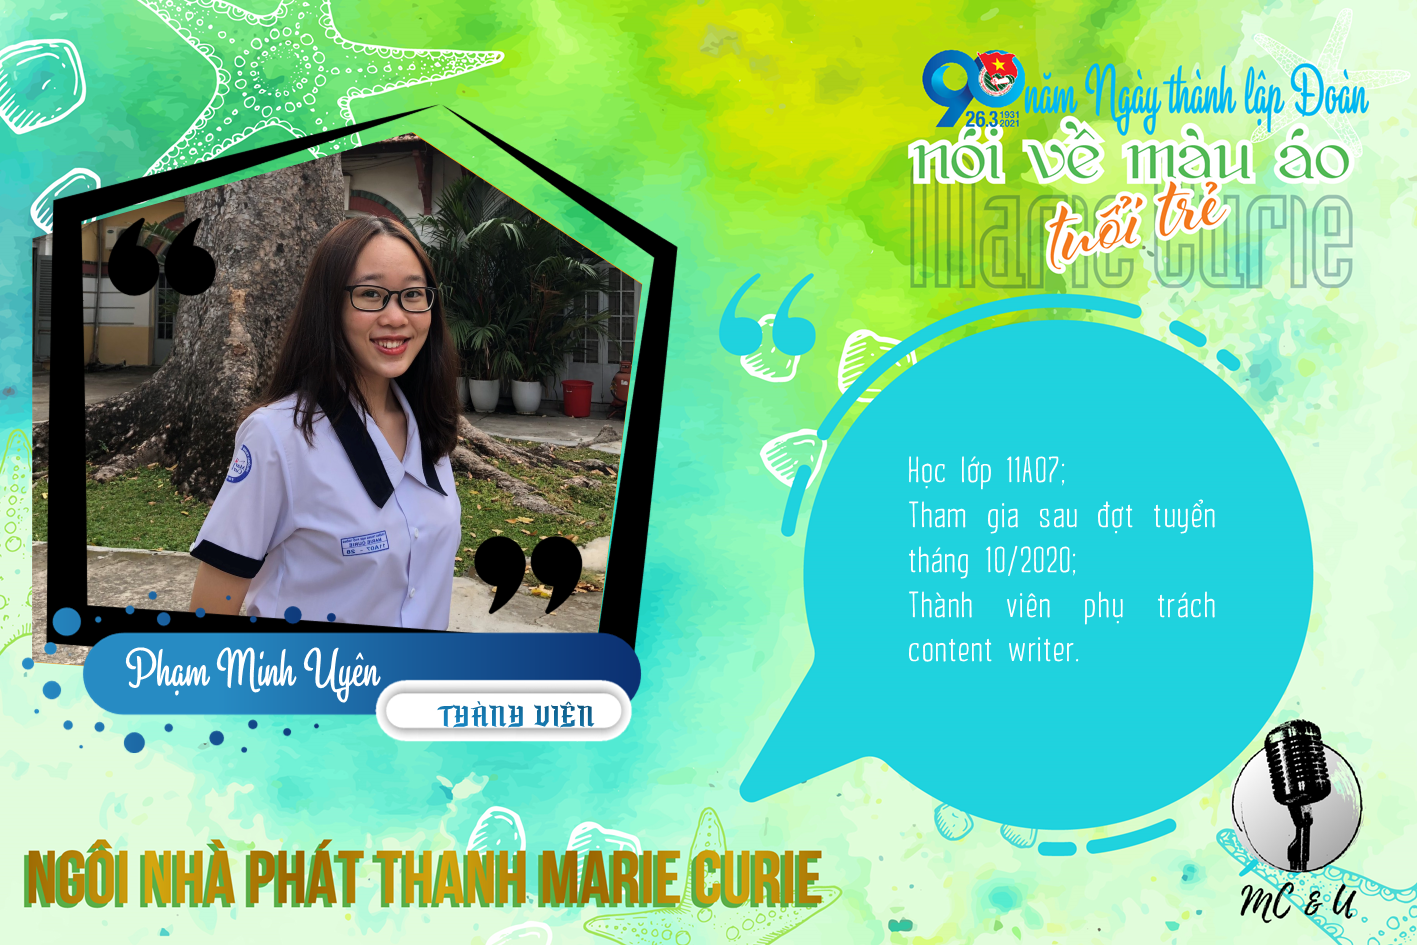 90 năm Ngày thành lập Đoàn
26.3 1931 2021
nói về màu áo
tuổi trẻ
Marie Curie
Học lớp 11A07;
Tham gia sau đợt tuyển
tháng 10/2020;
Thành viên phụ trách
content writer.
Phạm Minh Uyên
THÀNH VIÊN
NGÔI NHÀ PHÁT THANH MARIE CURIE
MC & U